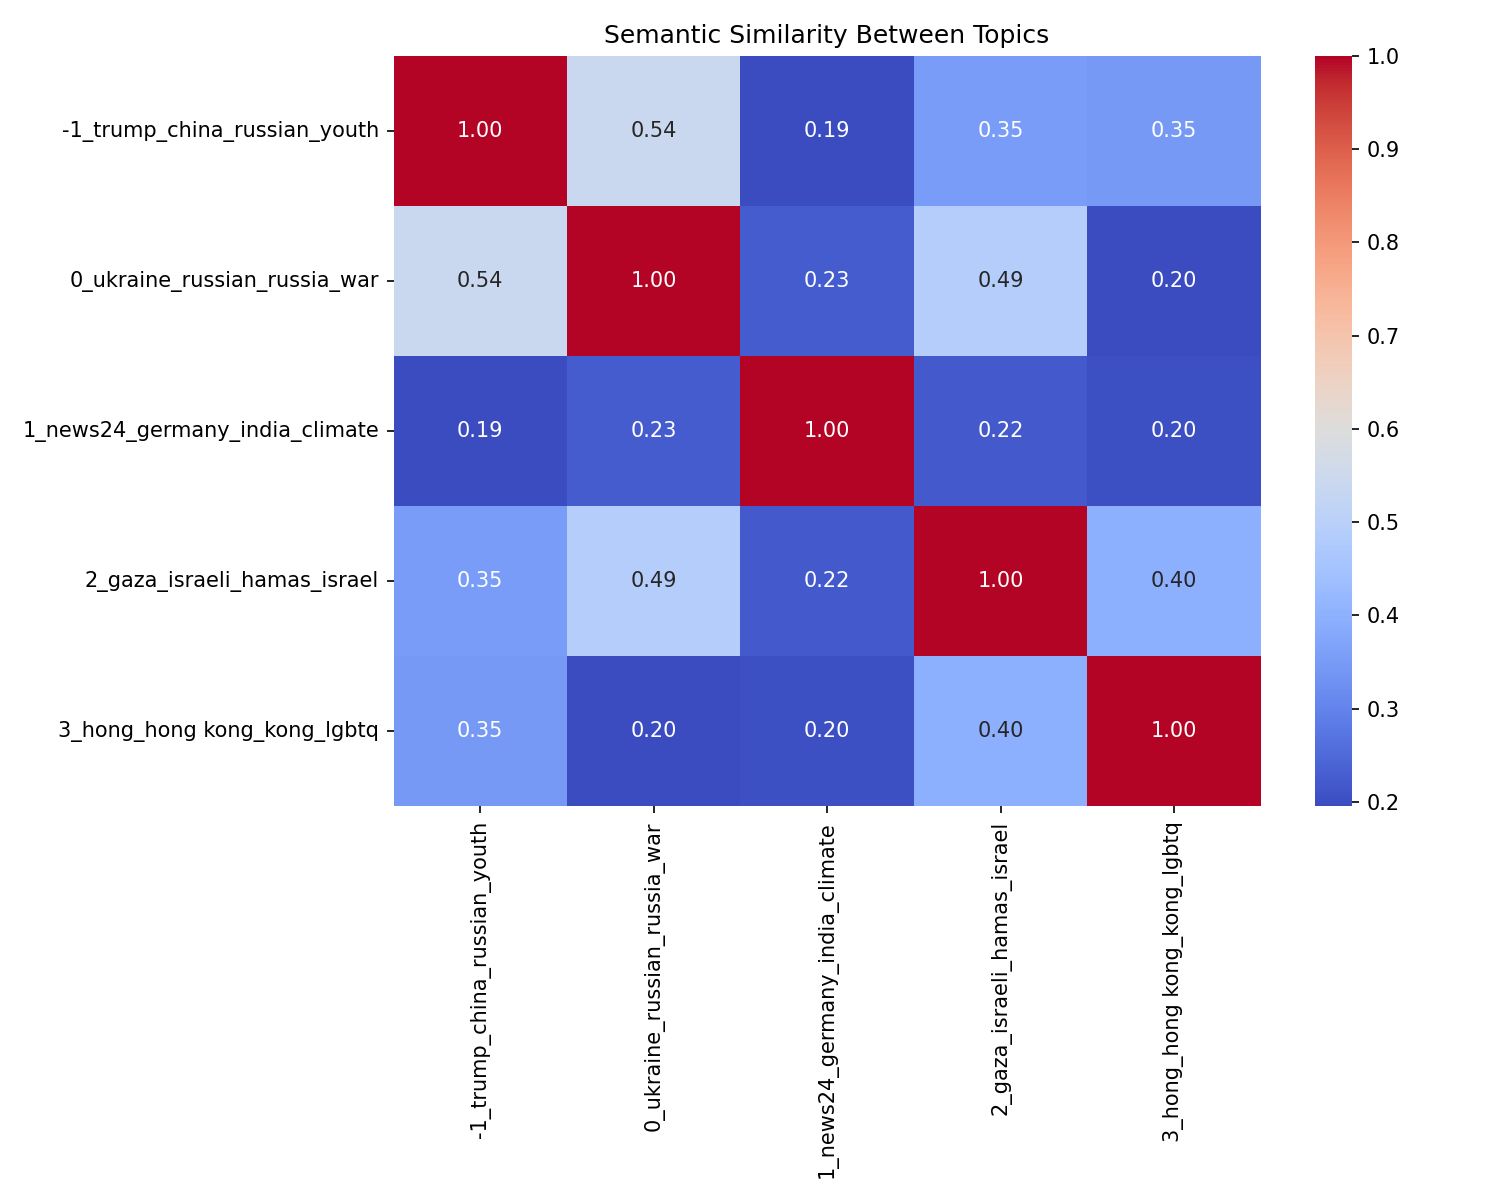 Semantic Similarity Between Topics
-1_trump_china_russian_youth 1.00 0.54 0.19 0.35 0.35
0_ukraine_russian_russia_war 0.54 1.00 0.23 0.49 0.20
1_news24_germany_india_climate 0.19 0.23 1.00 0.22 0.20
2_gaza_israeli_hamas_israel 0.35 0.49 0.22 1.00 0.40
3_hong_hong kong_kong_lgbtq 0.35 0.20 0.20 0.40 1.00
-1_trump_china_russian_youth
0_ukraine_russian_russia_war
1_news24_germany_india_climate
2_gaza_israeli_hamas_israel
3_hong_hong kong_kong_lgbtq
1.0
0.9
0.8
0.7
0.6
0.5
0.4
0.3
0.2